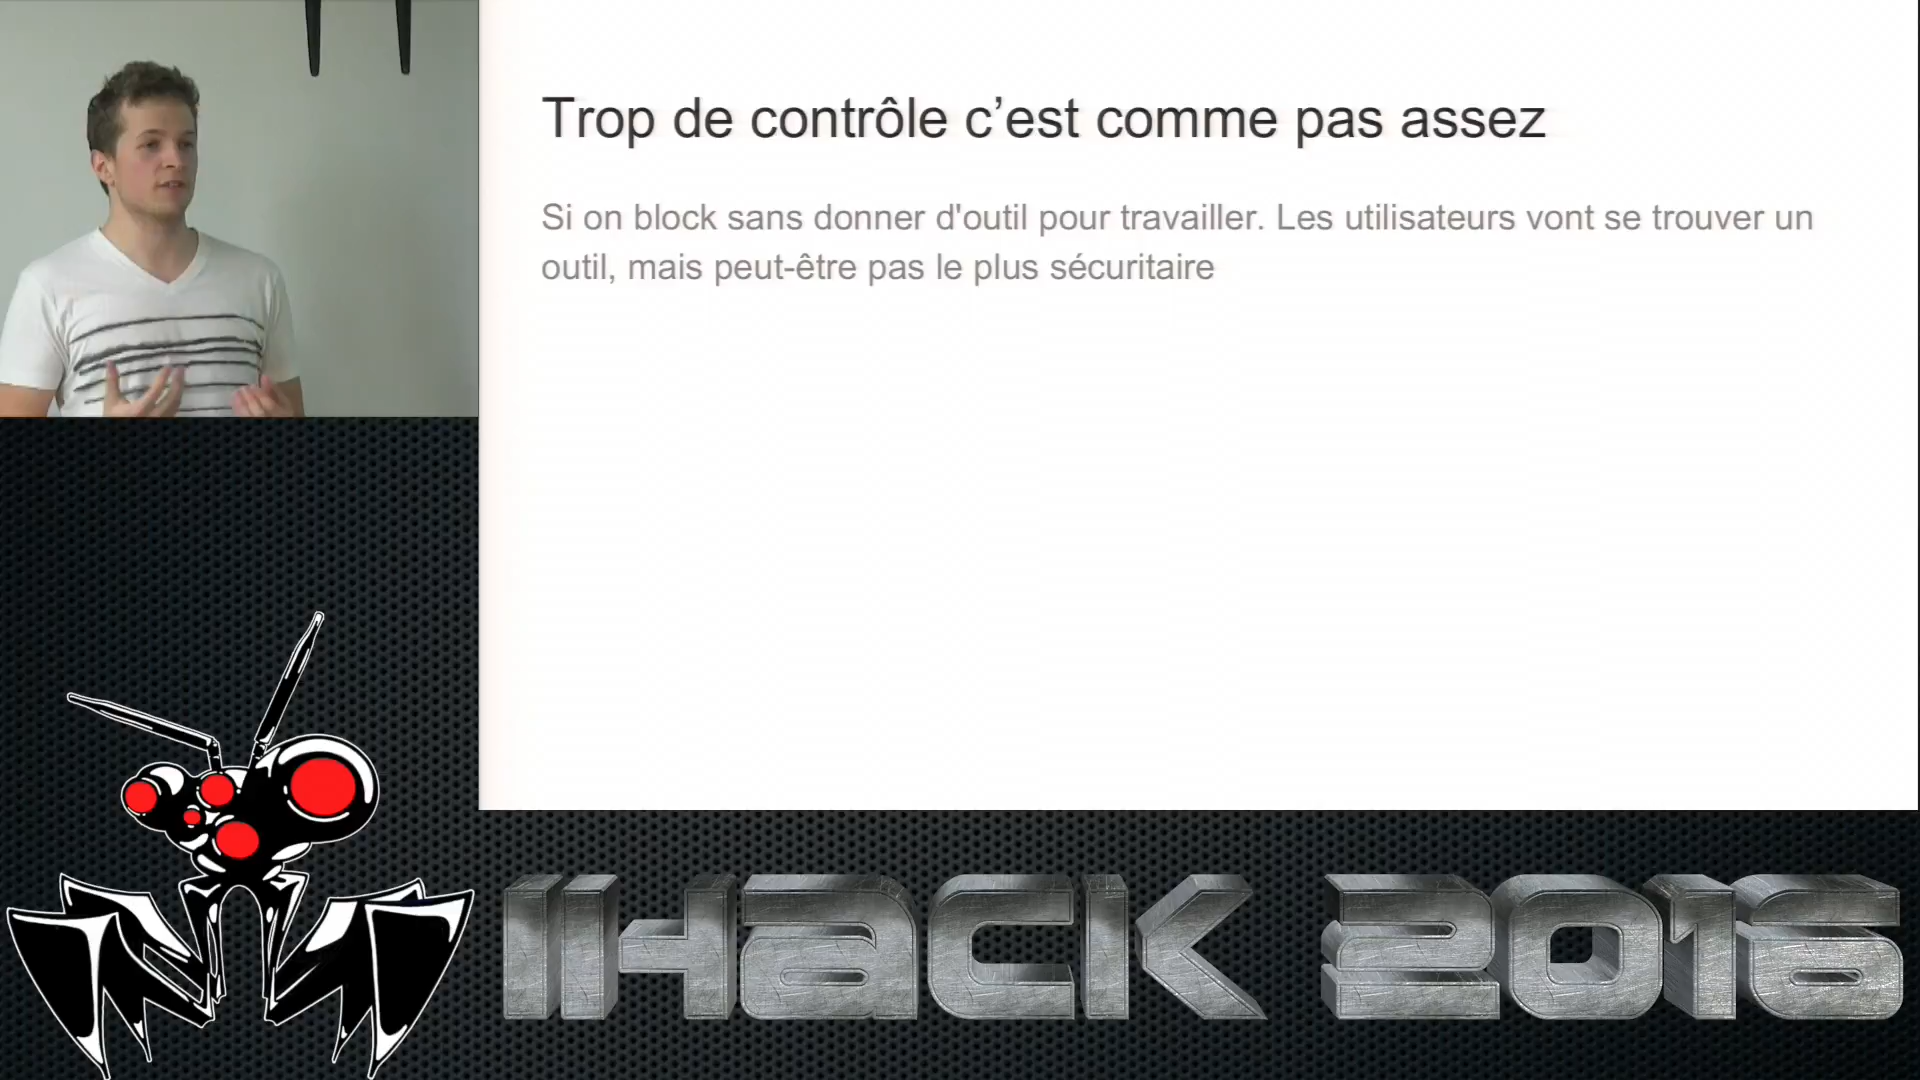 Trop de contrôle c’est comme pas assez
Si on block sans donner d'outil pour travailler. Les utilisateurs vont se trouver un
outil, mais peut-être pas le plus sécuritaire
IHack 2016